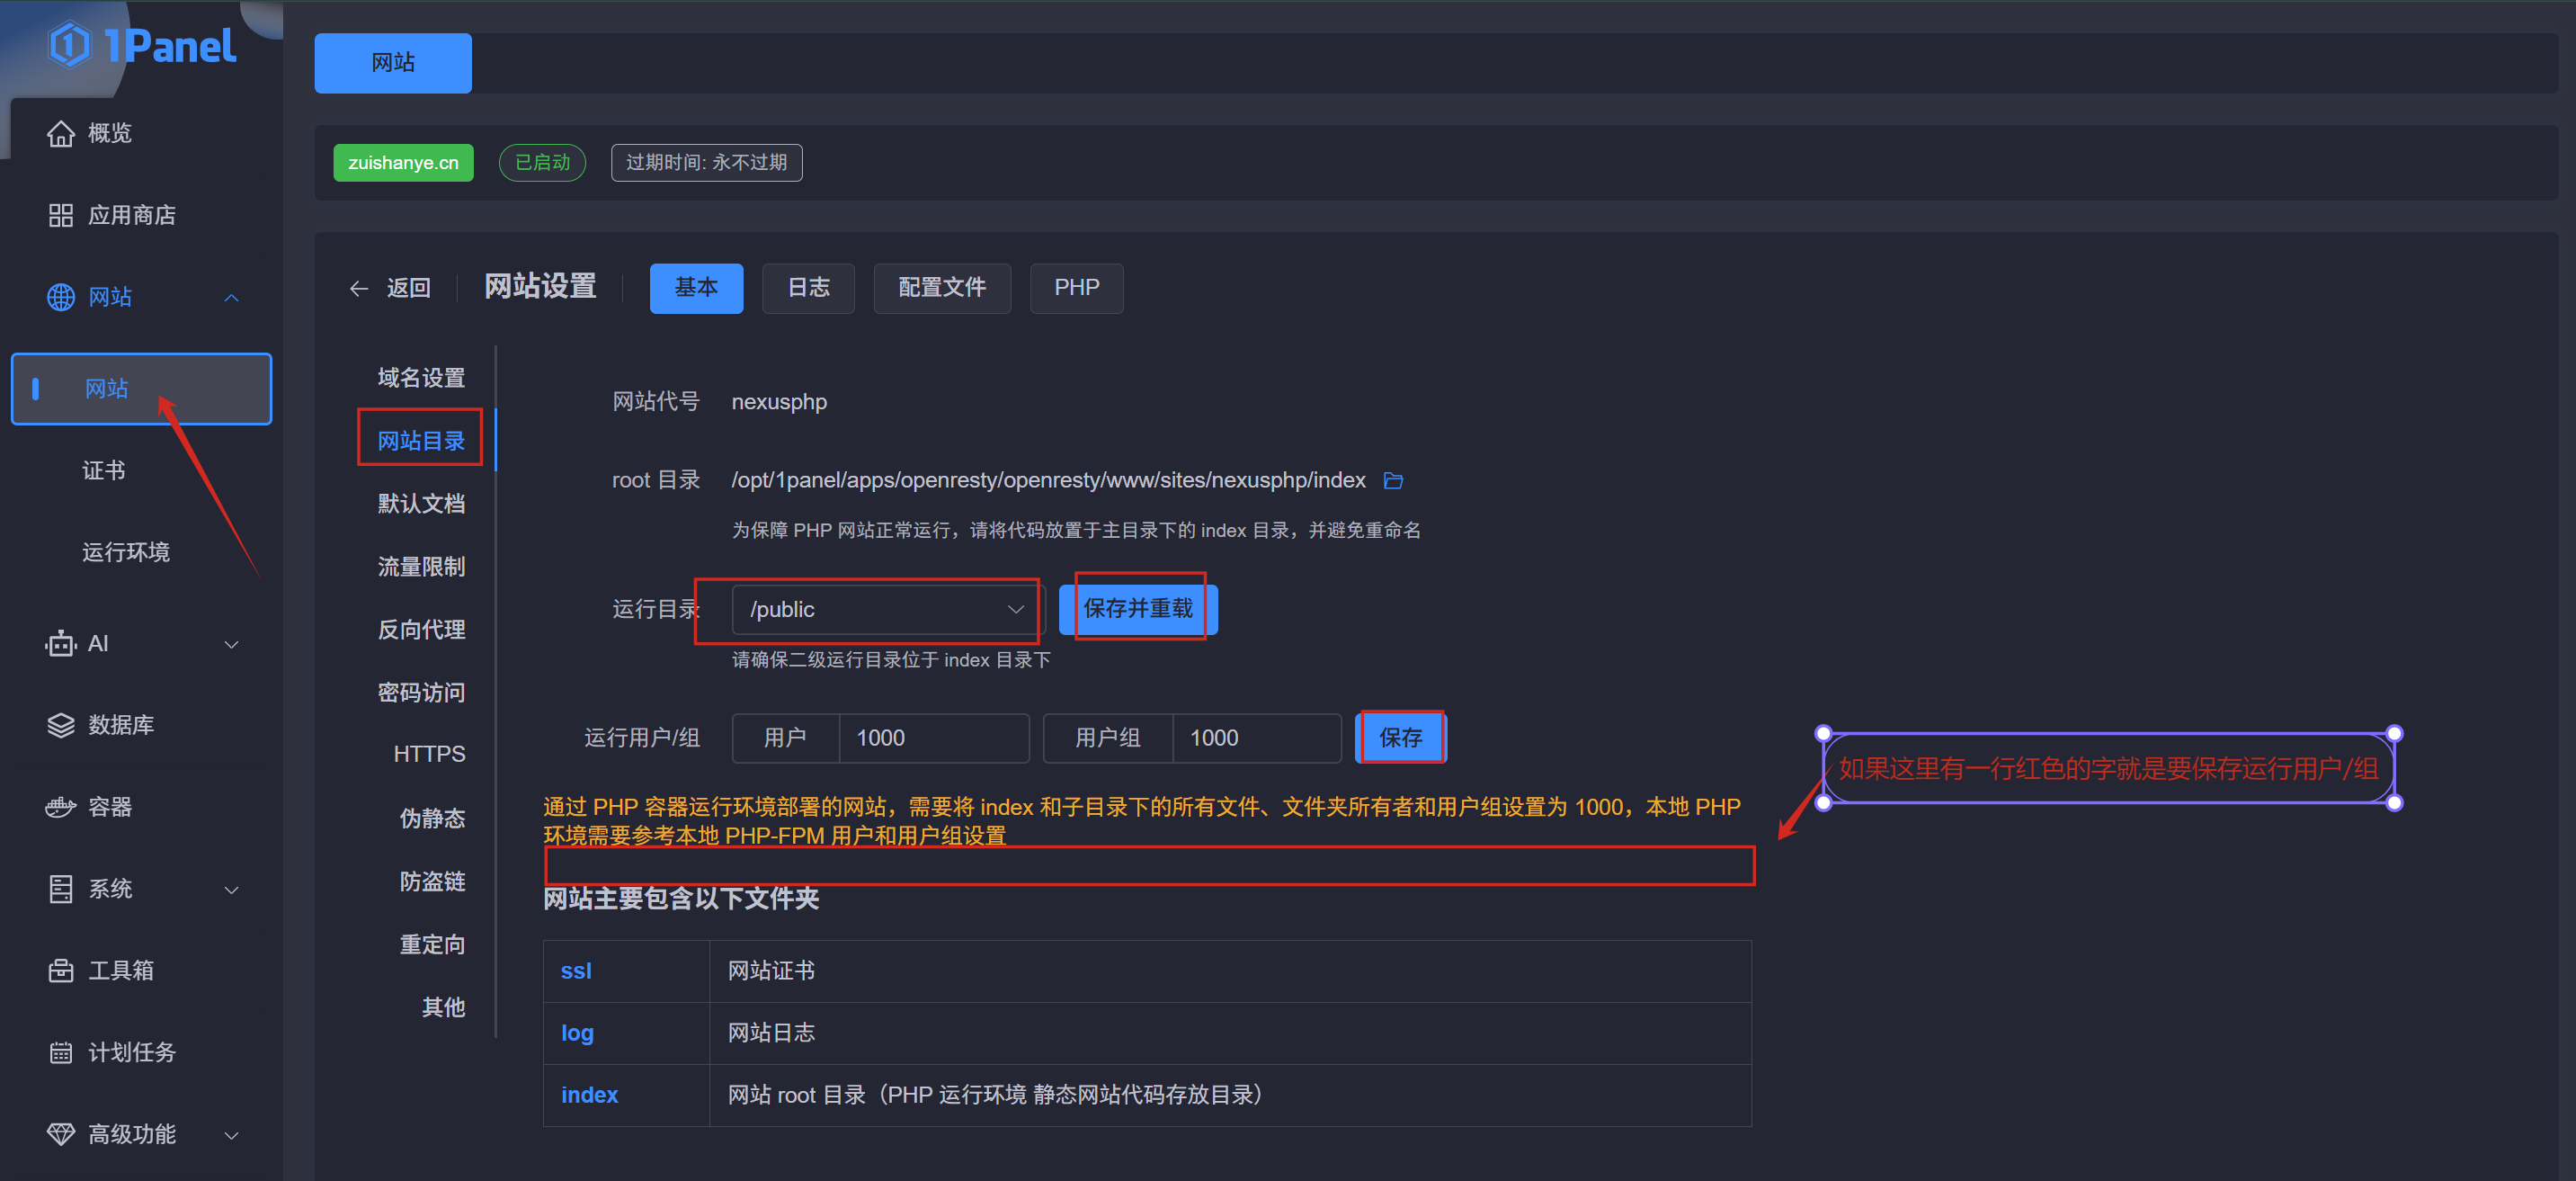 1Panel
概览
应用商店
网站
网站
证书
运行环境
AI
数据库
容器
系统
工具箱
计划任务
高级功能
网站
zuishanye.cn
已启动
过期时间: 永不过期
返回
网站设置
基本
日志
配置文件
PHP
域名设置
网站目录
默认文档
流量限制
反向代理
密码访问
HTTPS
伪静态
防盗链
重定向
其他
网站代号 nexusphp
root 目录 /opt/1panel/apps/openresty/openresty/www/sites/nexusphp/index
为保障 PHP 网站正常运行，请将代码放置于主目录下的 index 目录，并避免重命名
运行目录 /public 保存并重载
请确保二级运行目录位于 index 目录下
运行用户/组 用户 1000 用户组 1000 保存
如果这里有一行红色的字就是要保存运行用户/组
通过 PHP 容器运行环境部署的网站，需要将 index 和子目录下的所有文件、文件夹所有者和用户组设置为 1000，本地 PHP
环境需要参考本地 PHP-FPM 用户和用户组设置
网站主要包含以下文件夹
ssl 网站证书
log 网站日志
index 网站 root 目录（PHP 运行环境 静态网站代码存放目录）